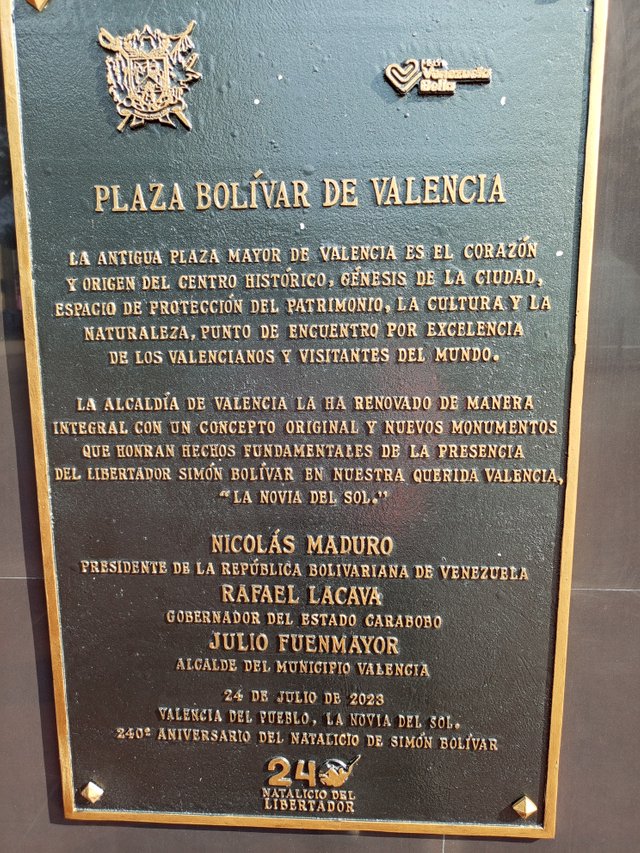 Venezuela
Bella
PLAZA BOLÍVAR DE VALENCIA
LA ANTIGUA PLAZA MAYOR DE VALENCIA ES EL CORAZÓN
Y ORIGEN DEL CENTRO HISTÓRICO, GÉNESIS DE LA CIUDAD,
ESPACIO DE PROTECCIÓN DEL PATRIMONIO, LA CULTURA Y LA
NATURALEZA, PUNTO DE ENCUENTRO POR EXCELENCIA
DE LOS VALENCIANOS Y VISITANTES DEL MUNDO.
LA ALCALDÍA DE VALENCIA LA HA RENOVADO DE MANERA
INTEGRAL CON UN CONCEPTO ORIGINAL Y NUEVOS MONUMENTOS
QUE HONRAN HECHOS FUNDAMENTALES DE LA PRESENCIA
DEL LIBERTADOR SIMÓN BOLÍVAR EN NUESTRA QUERIDA VALENCIA,
"LA NOVIA DEL SOL."
NICOLÁS MADURO
PRESIDENTE DE LA REPÚBLICA BOLIVARIANA DE VENEZUELA
RAFAEL LACAVA
GOBERNADOR DEL ESTADO CARABOBO
JULIO FUENMAYOR
ALCALDE DEL MUNICIPIO VALENCIA
24 DE JULIO DE 2023
VALENCIA DEL PUEBLO, LA NOVIA DEL SOL.
240º ANIVERSARIO DEL NATALICIO DE SIMÓN BOLÍVAR
240
NATALICIO DEL
LIBERTADOR